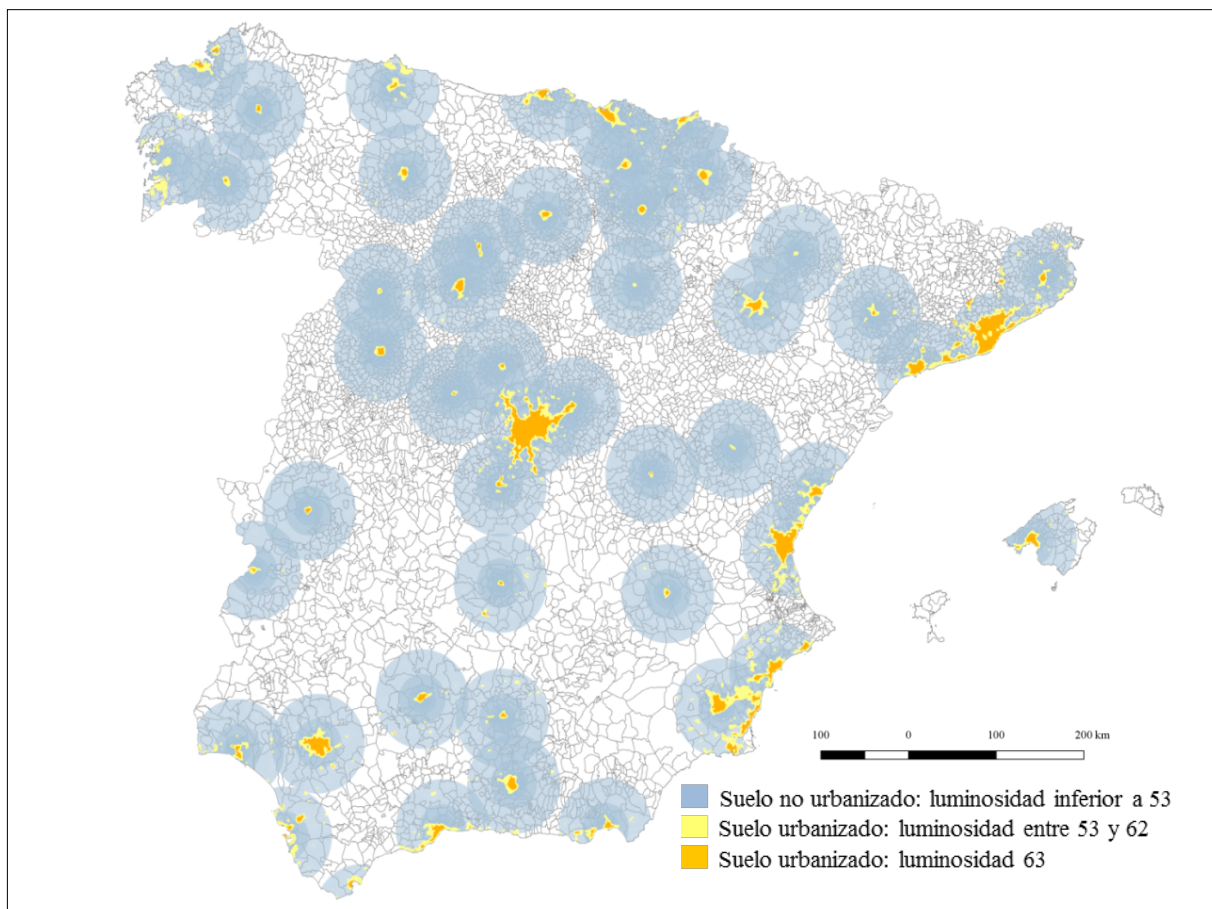 100 0 100 200 km
Suelo no urbanizado: luminosidad inferior a 53
Suelo urbanizado: luminosidad entre 53 y 62
Suelo urbanizado: luminosidad 63